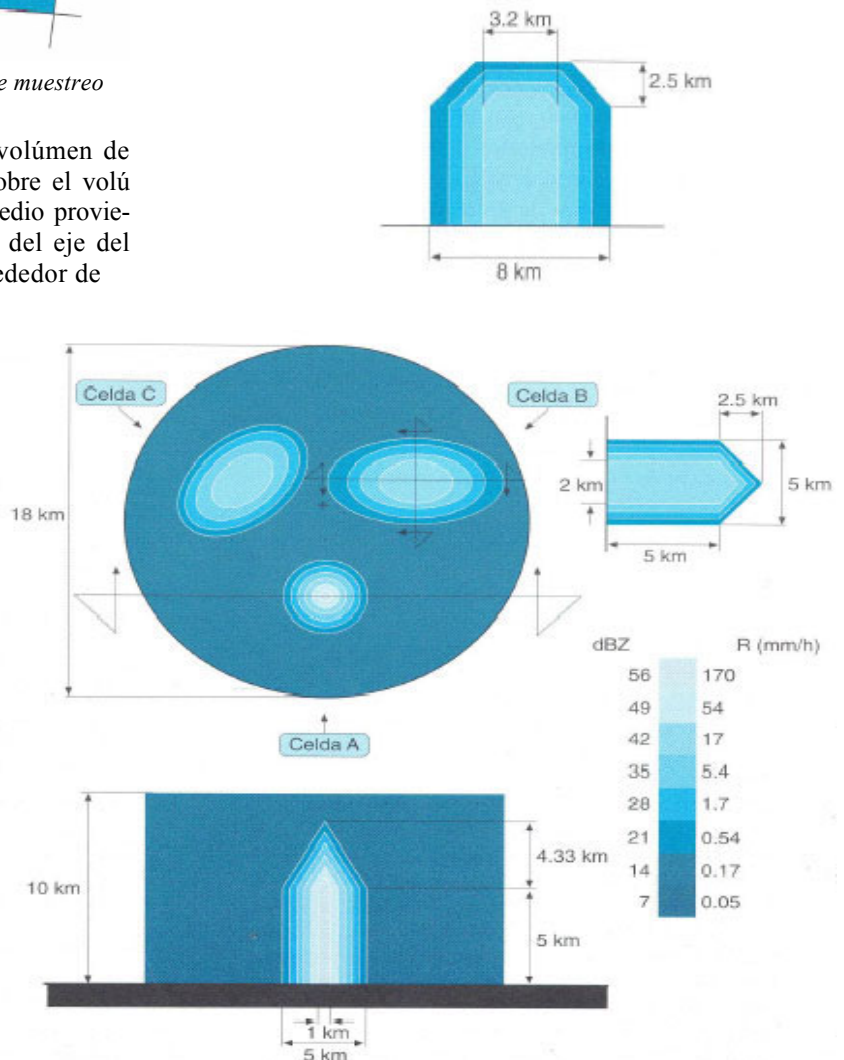 e muestreo
volúmen de
obre el volú
edio provie-
del eje del
ededor de
3.2 km
2.5 km
8 km
Celda C
Celda B
18 km
2.5 km
2 km
5 km
5 km
Celda A
dBZ R (mm/h)
56 170
49 54
42 17
35 5.4
28 1.7
21 0.54
14 0.17
7 0.05
10 km
4.33 km
5 km
1 km
5 km